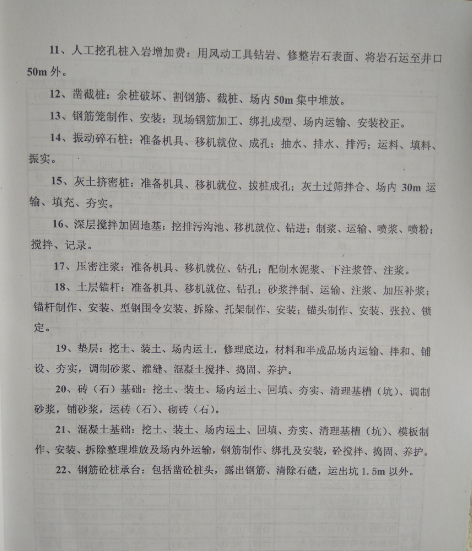 11、人工挖孔桩入岩增加费：用风动工具钻岩、修整岩石表面、将岩石运至井口
50m 外。
12、凿截桩：余桩破坏、割钢筋、截桩、场内 50m 集中堆放。
13、钢筋笼制作、安装：现场钢筋加工、绑扎成型、场内运输、安装校正。
14、振动碎石桩：准备机具、移机就位、成孔；抽水、排水、排污；运料、填料、
振实。
15、灰土挤密桩：准备机具、移机就位、拔桩成孔；灰土过筛拌合、场内 30m 运
输、填充、夯实。
16、深层搅拌加固地基：挖排污沟池、移机就位、钻进；制浆、运输、喷浆、喷粉；
搅拌、记录。
17、压密注浆：准备机具、移机就位、钻孔；配制水泥浆、下注浆管、注浆。
18、土层锚杆：准备机具、移机就位、钻孔；砂浆拌制、运输、注浆、加压补浆；
锚杆制作、安装、型钢围令安装、拆除、托架制作、安装；锚头制作、安装、张拉、锁
定。
19、垫层：挖土、装土、场内运土，修理底边，材料和半成品场内运输、拌和、铺
设、夯实，调制砂浆、灌缝、混凝土搅拌、捣固、养护。
20、砖（石）基础：挖土、装土、场内运土、回填、夯实、清理基槽（坑）、调制
砂浆，铺砂浆，运砖（石）、砌砖（石）。
21、混凝土基础：挖土、装土、场内运土、回填、夯实、清理基槽（坑）、模板制
作、安装、拆除整理堆放及场内外运输，钢筋制作、绑扎及安装，砼搅拌、捣固、养护。
22、钢筋砼桩承台：包括凿砼桩头，露出钢筋、清除石碴，运出坑 1.5m 以外。